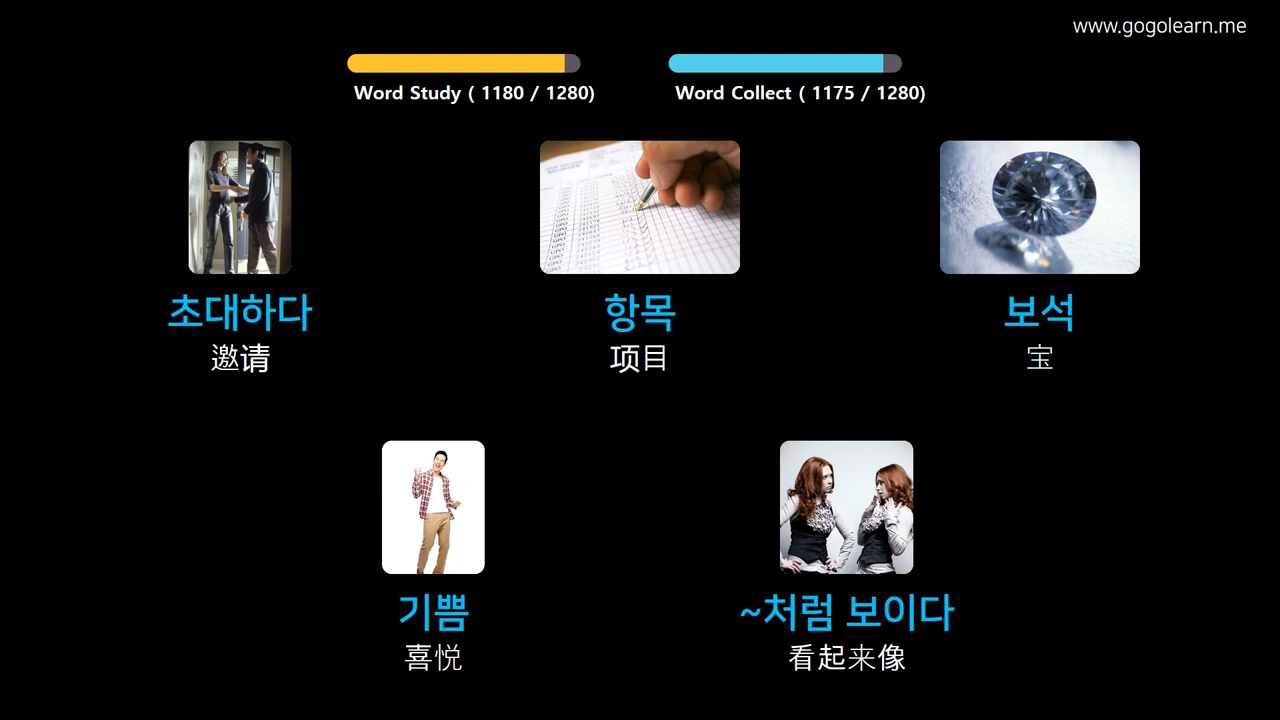 www.gogolearn.me
Word Study ( 1180 / 1280)
Word Collect ( 1175 / 1280)
초대하다
邀请
항목
项目
보석
宝
기쁨
喜悦
~처럼 보이다
看起来像